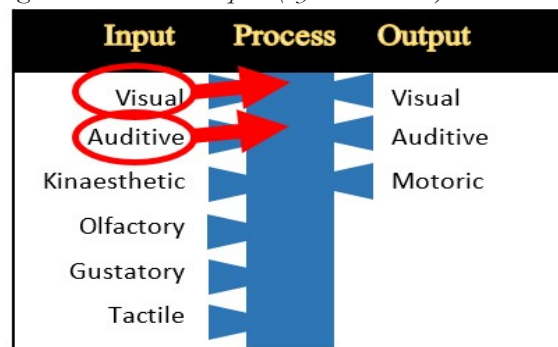 Input Process Output
Visual Visual
Auditive Auditive
Kinaesthetic Motoric
Olfactory
Gustatory
Tactile